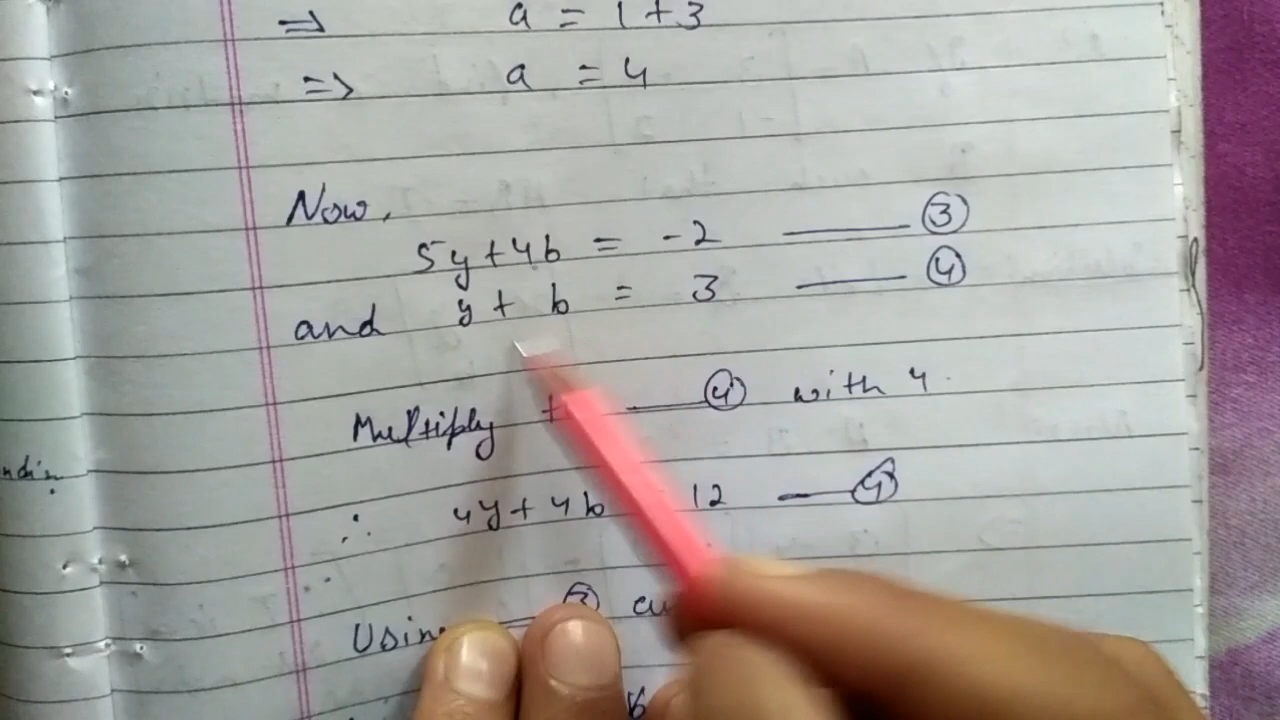 ⇒ a = 1 + 3
⇒ a = 4
Now,
5y + 4b = -2 —— ③
and y + b = 3 —— ④
Multiply —— ④ with 4.
∴ 4y + 4b 12 —— ④
Using ③